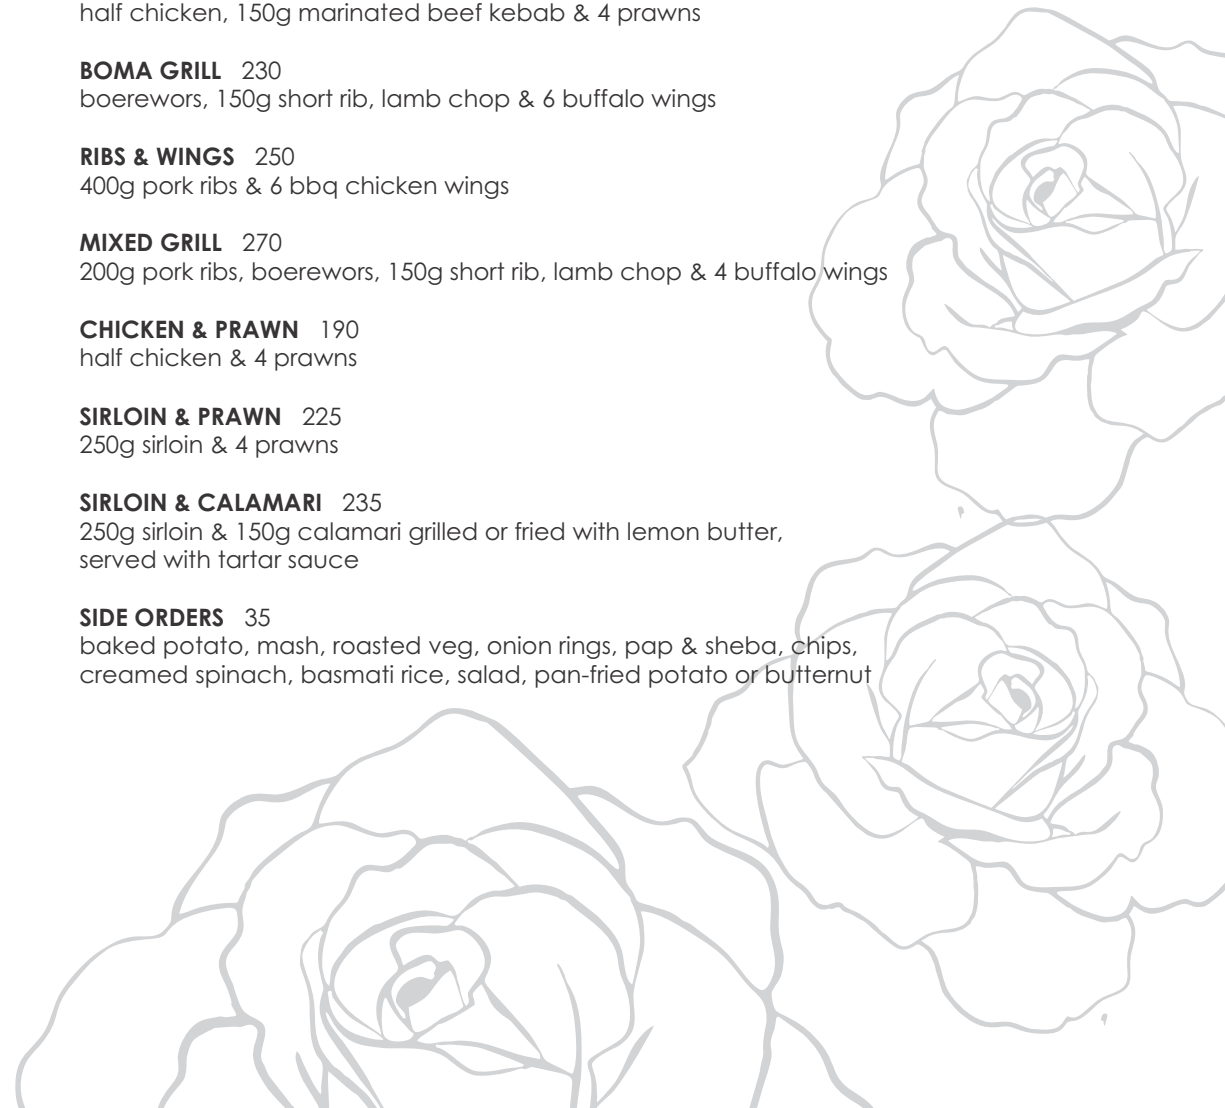 half chicken, 150g marinated beef kebab & 4 prawns
BOMA GRILL 230
boerewors, 150g short rib, lamb chop & 6 buffalo wings
RIBS & WINGS 250
400g pork ribs & 6 bbq chicken wings
MIXED GRILL 270
200g pork ribs, boerewors, 150g short rib, lamb chop & 4 buffalo wings
CHICKEN & PRAWN 190
half chicken & 4 prawns
SIRLOIN & PRAWN 225
250g sirloin & 4 prawns
SIRLOIN & CALAMARI 235
250g sirloin & 150g calamari grilled or fried with lemon butter,
served with tartar sauce
SIDE ORDERS 35
baked potato, mash, roasted veg, onion rings, pap & sheba, chips,
creamed spinach, basmati rice, salad, pan-fried potato or butternut